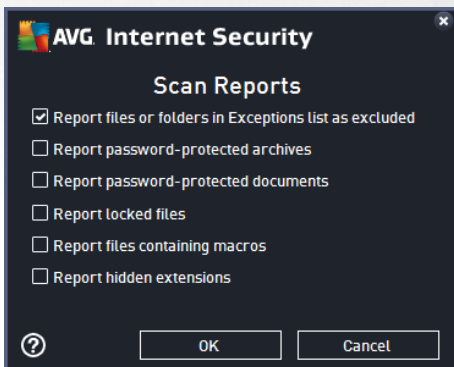 AVG. Internet Security
Scan Reports
Report files or folders in Exceptions list as excluded
Report password-protected archives
Report password-protected documents
Report locked files
Report files containing macros
Report hidden extensions
?
OK
Cancel